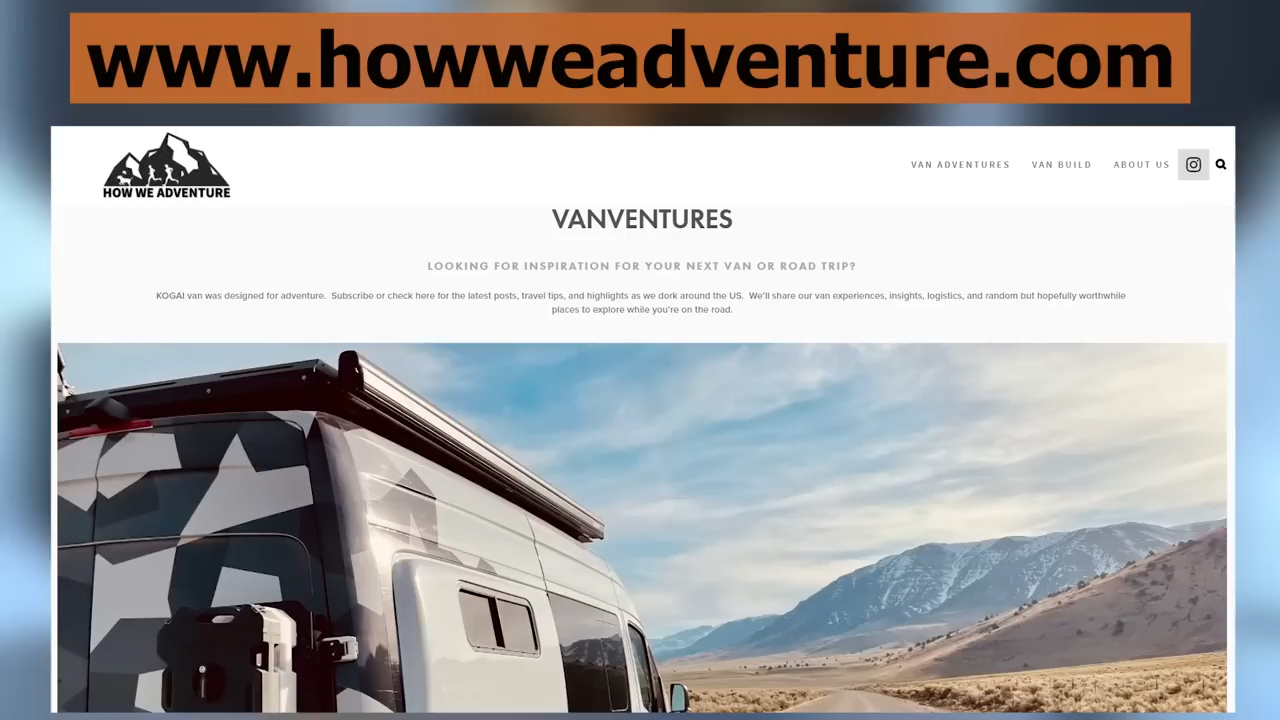 www.howweadventure.com
HOW WE ADVENTURE
VAN ADVENTURES VAN BUILD ABOUT US
VANVENTURES
LOOKING FOR INSPIRATION FOR YOUR NEXT VAN OR ROAD TRIP?
KOGAI van was designed for adventure. Subscribe or check here for the latest posts, travel tips, and highlights as we dork around the US. We'll share our van experiences, insights, logistics, and random but hopefully worthwhile
places to explore while you're on the road.